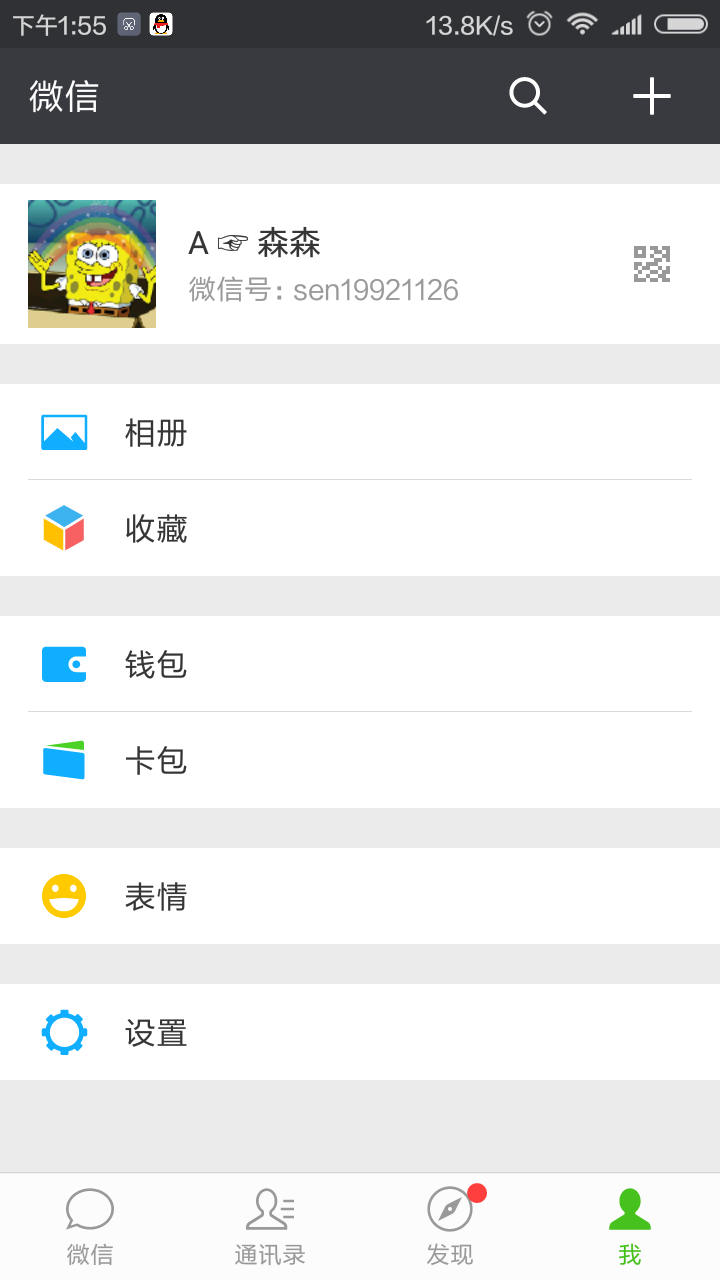 下午1:55 13.8K/s
微信
A ☞ 森森
微信号: sen19921126
相册
收藏
钱包
卡包
表情
设置
微信 通讯录 发现 我